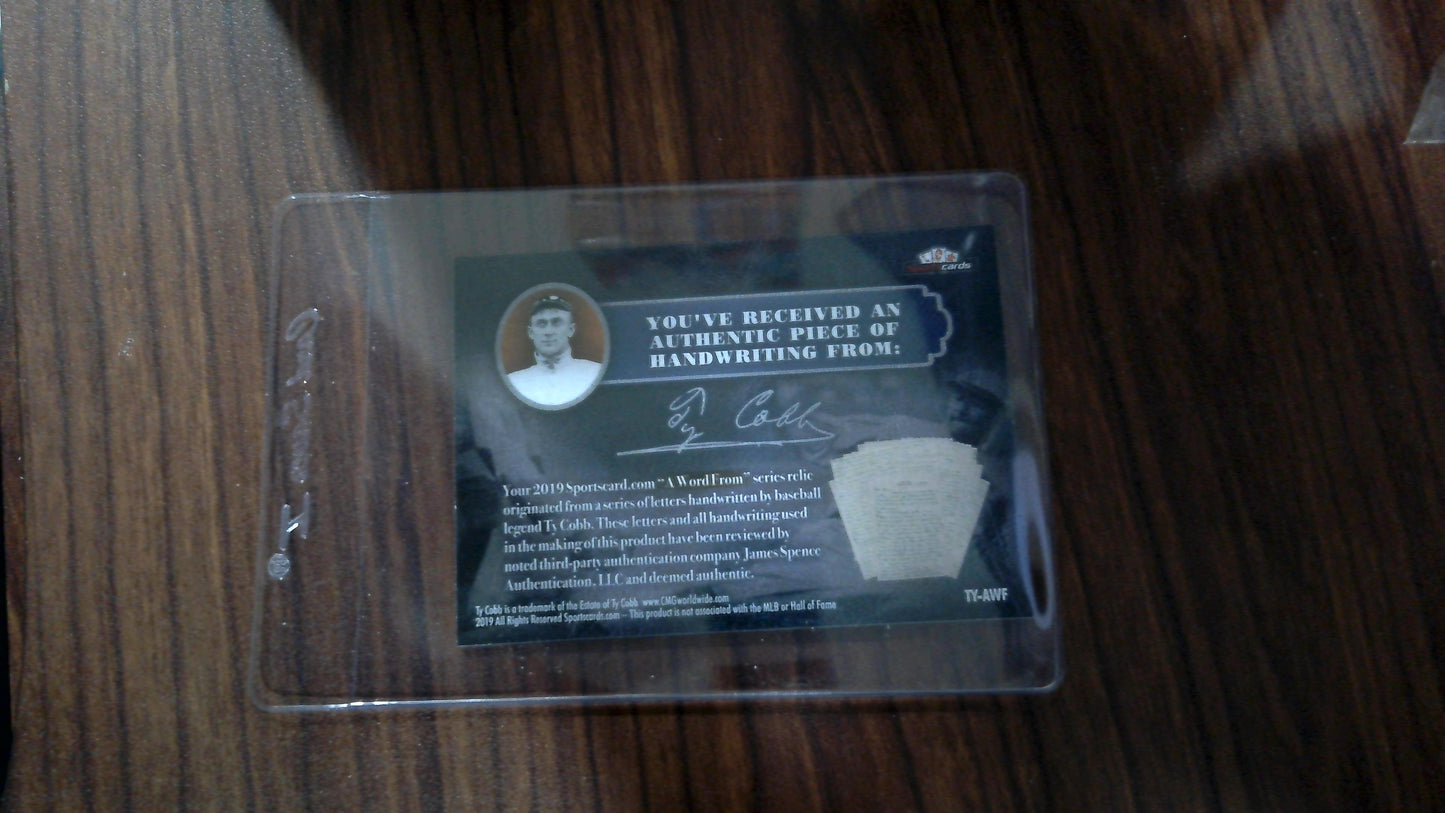 cards
YOU'VE RECEIVED AN
AUTHENTIC PIECE OF
HANDWRITING FROM:
Ty Cobb
Your 2019 Sportscard.com "A Word From" series relic
originated from a series of letters handwritten by baseball
legend Ty Cobb. These letters and all handwriting used
in the making of this product have been reviewed by
noted third-party authentication company James Spence
Authentication, LLC and deemed authentic.
TY-AWF
Ty Cobb is a trademark of the Estate of Ty Cobb www.CMGworldwide.com
2019 All Rights Reserved Sportscards.com - This product is not associated with the MLB or Hall of Fame